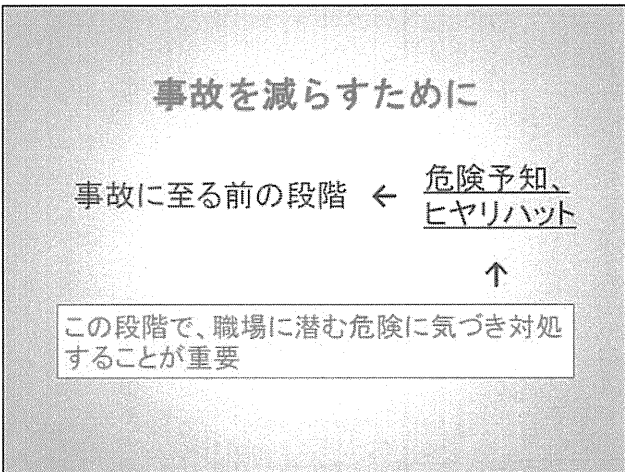 事故を減らすために
事故に至る前の段階 ← 危険予知、
ヒヤリハット
↑
この段階で、職場に潜む危険に気づき対処
することが重要